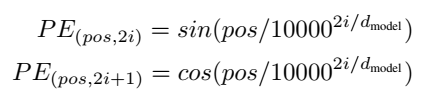 PE_{(pos,2i)} = sin(pos/10000^{2i/d_{model}})
PE_{(pos,2i+1)} = cos(pos/10000^{2i/d_{model}})